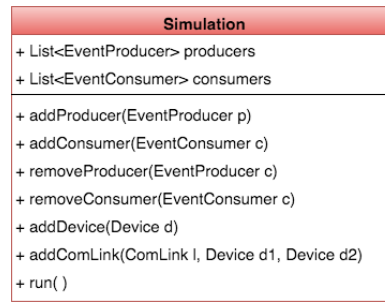 Simulation
+ List<EventProducer> producers
+ List<EventConsumer> consumers
+ addProducer(EventProducer p)
+ addConsumer(EventConsumer c)
+ removeProducer(EventProducer c)
+ removeConsumer(EventConsumer c)
+ addDevice(Device d)
+ addComLink(ComLink l, Device d1, Device d2)
+ run( )